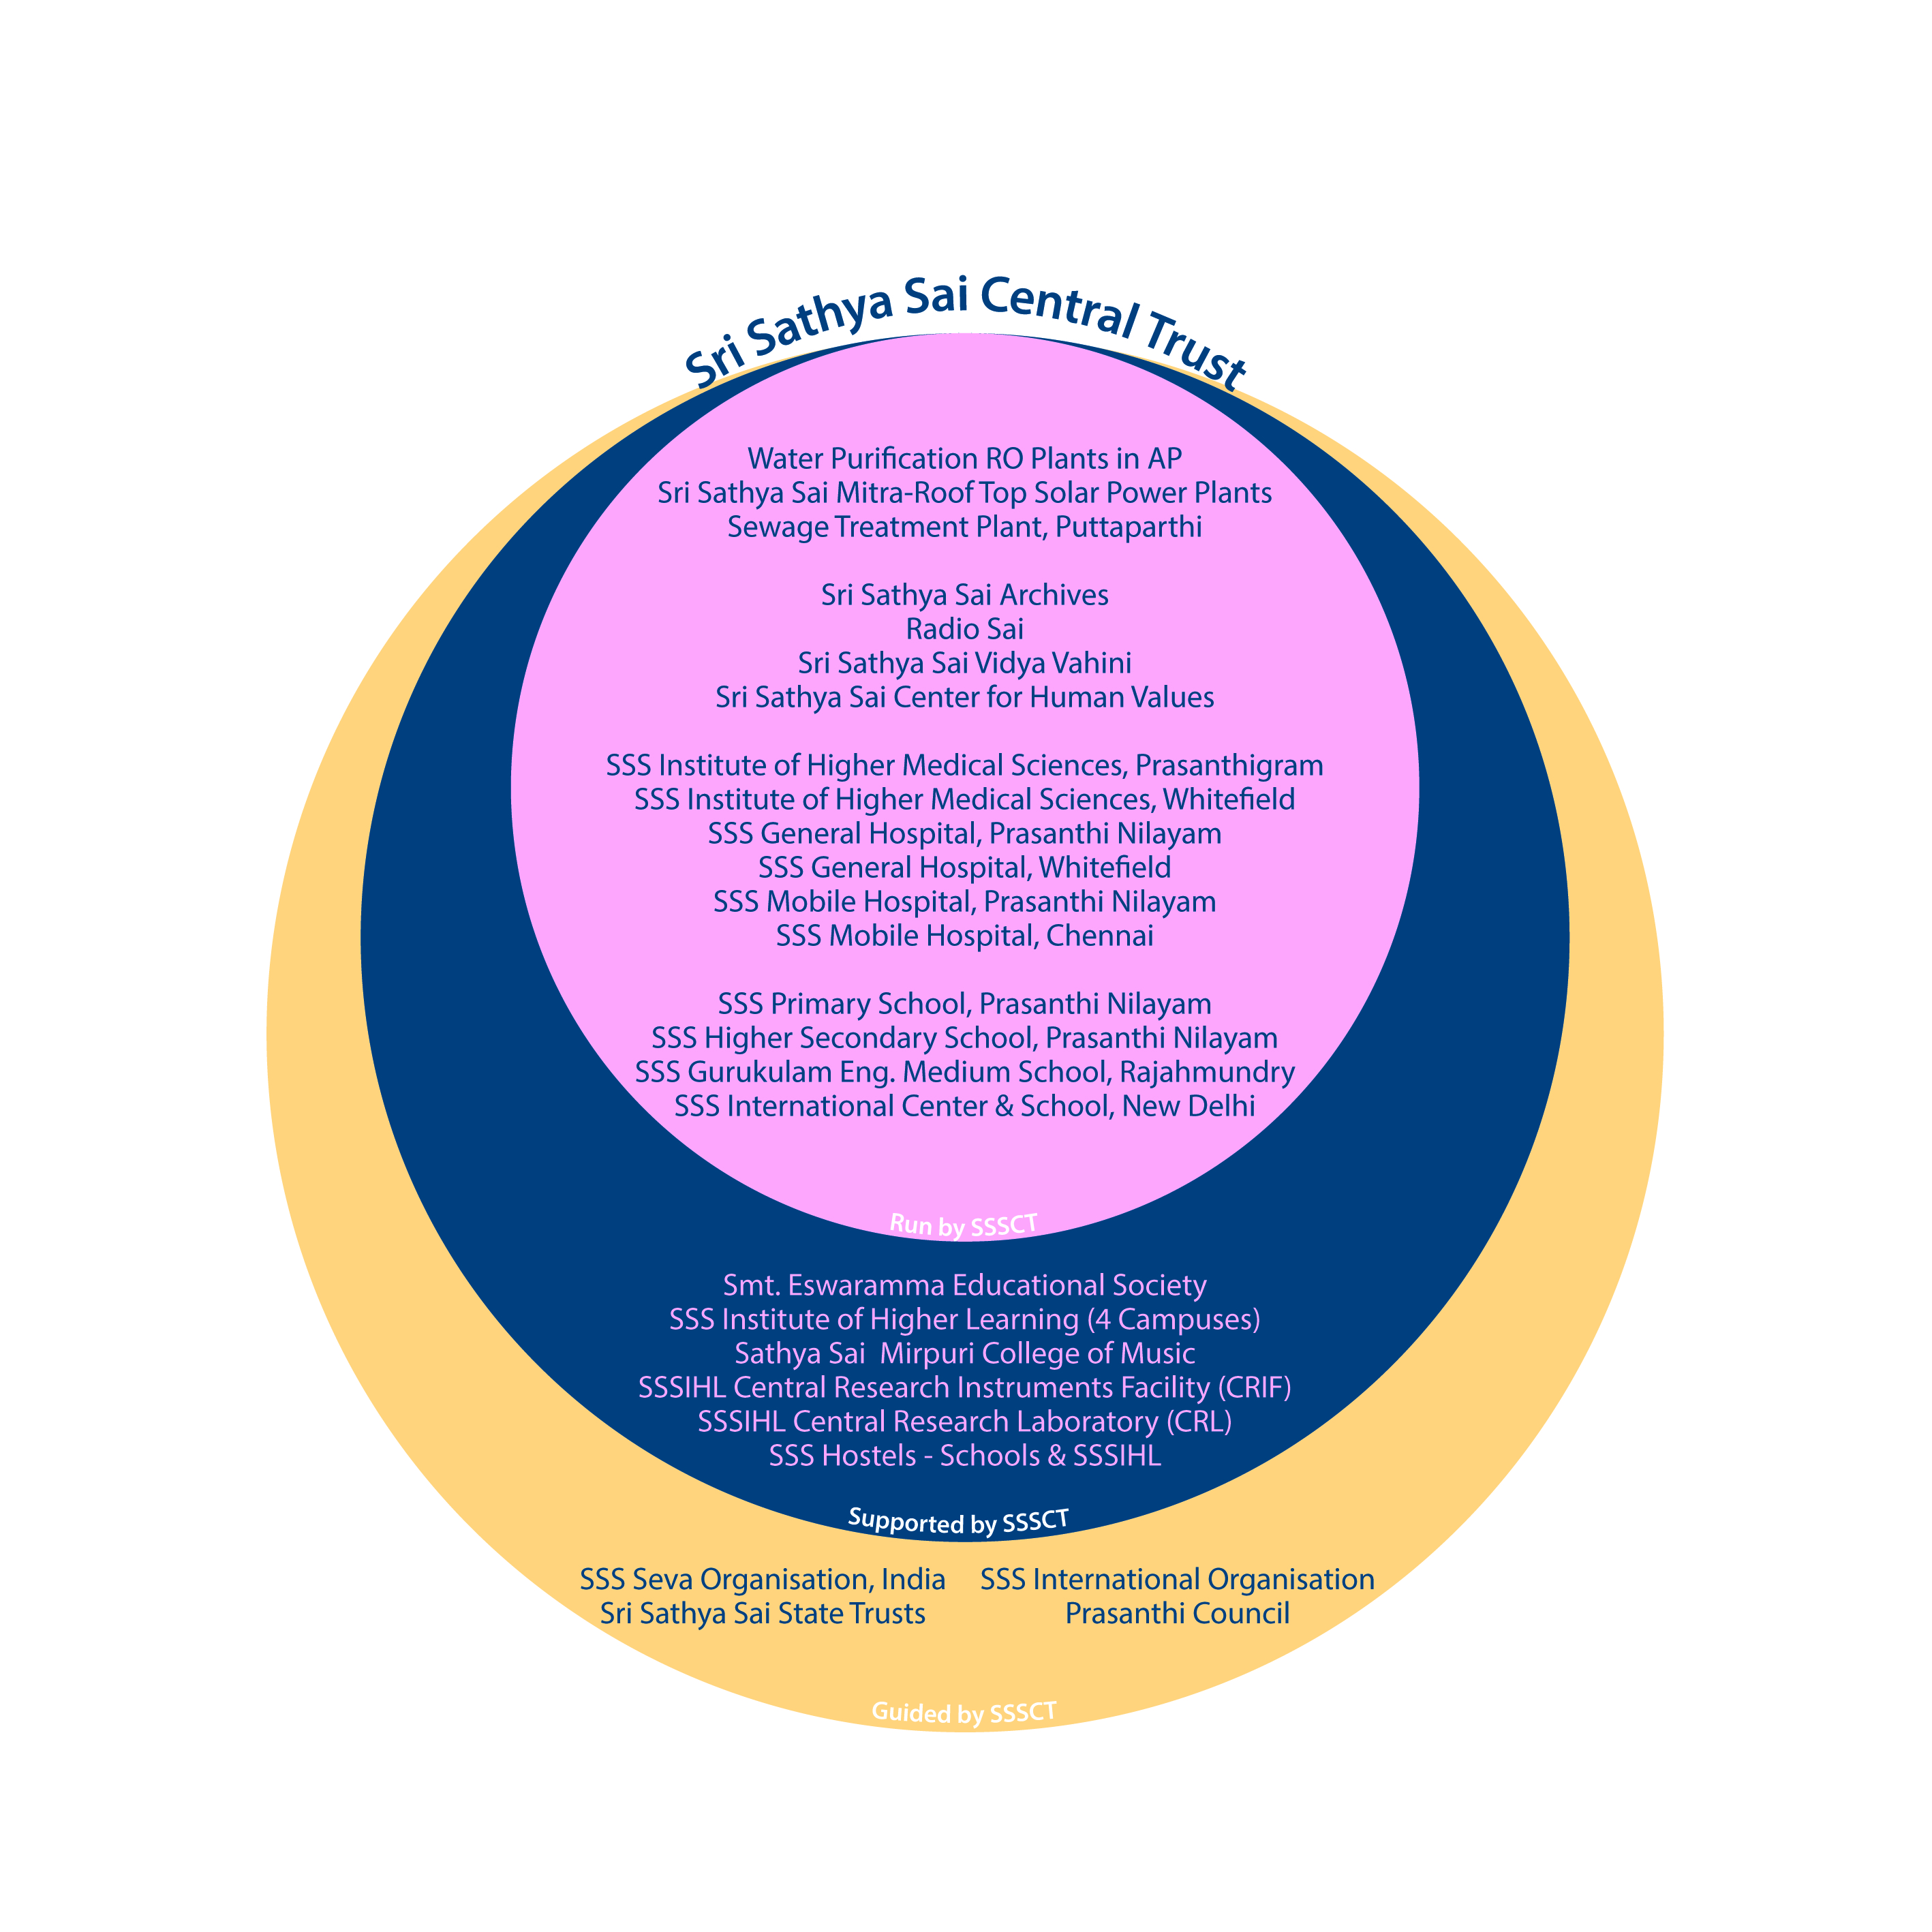 Sri Sathya Sai Central Trust
Water Purification RO Plants in AP
Sri Sathya Sai Mitra-Roof Top Solar Power Plants
Sewage Treatment Plant, Puttaparthi
Sri Sathya Sai Archives
Radio Sai
Sri Sathya Sai Vidya Vahini
Sri Sathya Sai Center for Human Values
SSS Institute of Higher Medical Sciences, Prasanthigram
SSS Institute of Higher Medical Sciences, Whitefield
SSS General Hospital, Prasanthi Nilayam
SSS General Hospital, Whitefield
SSS Mobile Hospital, Prasanthi Nilayam
SSS Mobile Hospital, Chennai
SSS Primary School, Prasanthi Nilayam
SSS Higher Secondary School, Prasanthi Nilayam
SSS Gurukulam Eng. Medium School, Rajahmundry
SSS International Center & School, New Delhi
Run by SSSCT
Smt. Eswaramma Educational Society
SSS Institute of Higher Learning (4 Campuses)
Sathya Sai  Mirpuri College of Music
SSSIHL Central Research Instruments Facility (CRIF)
SSSIHL Central Research Laboratory (CRL)
SSS Hostels - Schools & SSSIHL
Supported by SSSCT
SSS Seva Organisation, India
Sri Sathya Sai State Trusts
SSS International Organisation
Prasanthi Council
Guided by SSSCT